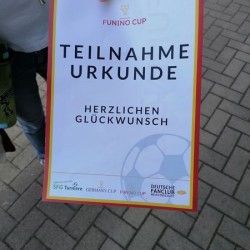 FUNINO CUP
TEILNAHME
URKUNDE
HERZLICHEN
GLÜCKWUNSCH
DEUTSCHE
FANCLUB